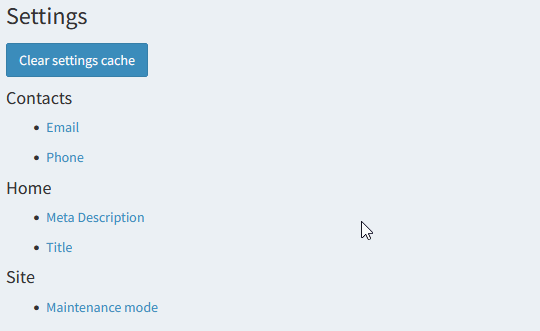 Settings
Clear settings cache
Contacts
Email
Phone
Home
Meta Description
Title
Site
Maintenance mode